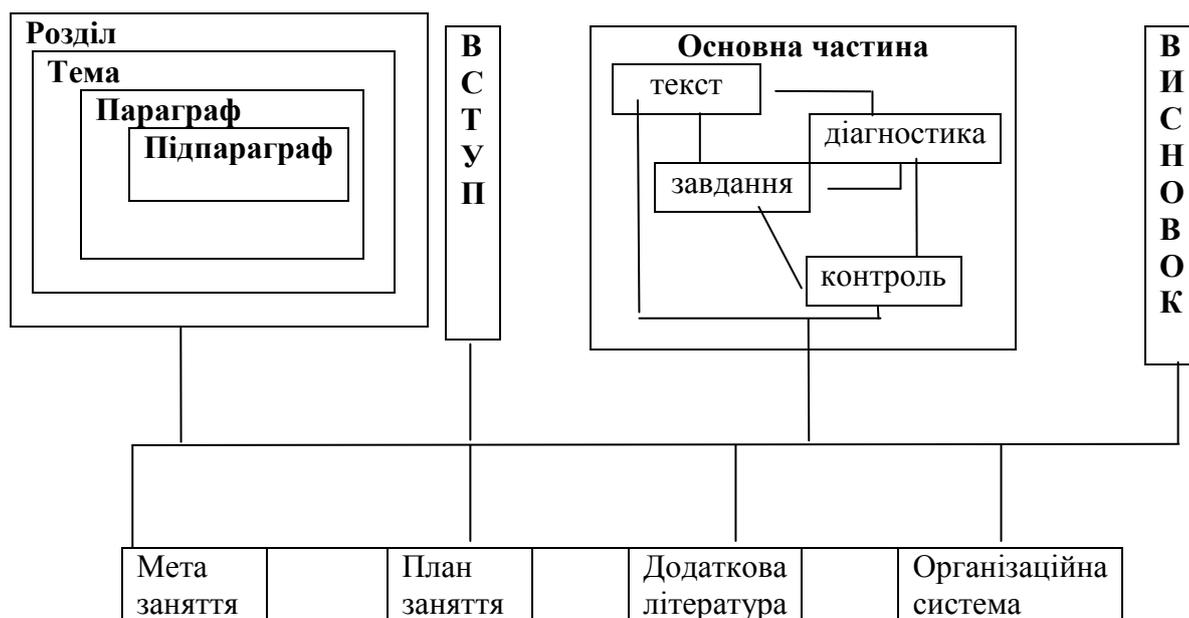 Розділ
Тема
Параграф
Підпараграф
В
С
Т
У
П
Основна частина
текст
діагностика
завдання
контроль
В
И
С
Н
О
В
О
К
Мета
заняття
План
заняття
Додаткова
література
Організаційна
система